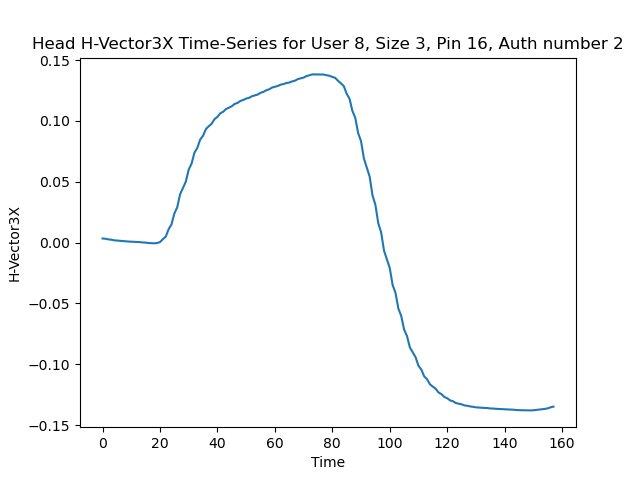 Head H-Vector3X Time-Series for User 8, Size 3, Pin 16, Auth number 2
0.15
0.10
0.05
0.00
−0.05
−0.10
−0.15
H-Vector3X
0 20 40 60 80 100 120 140 160
Time